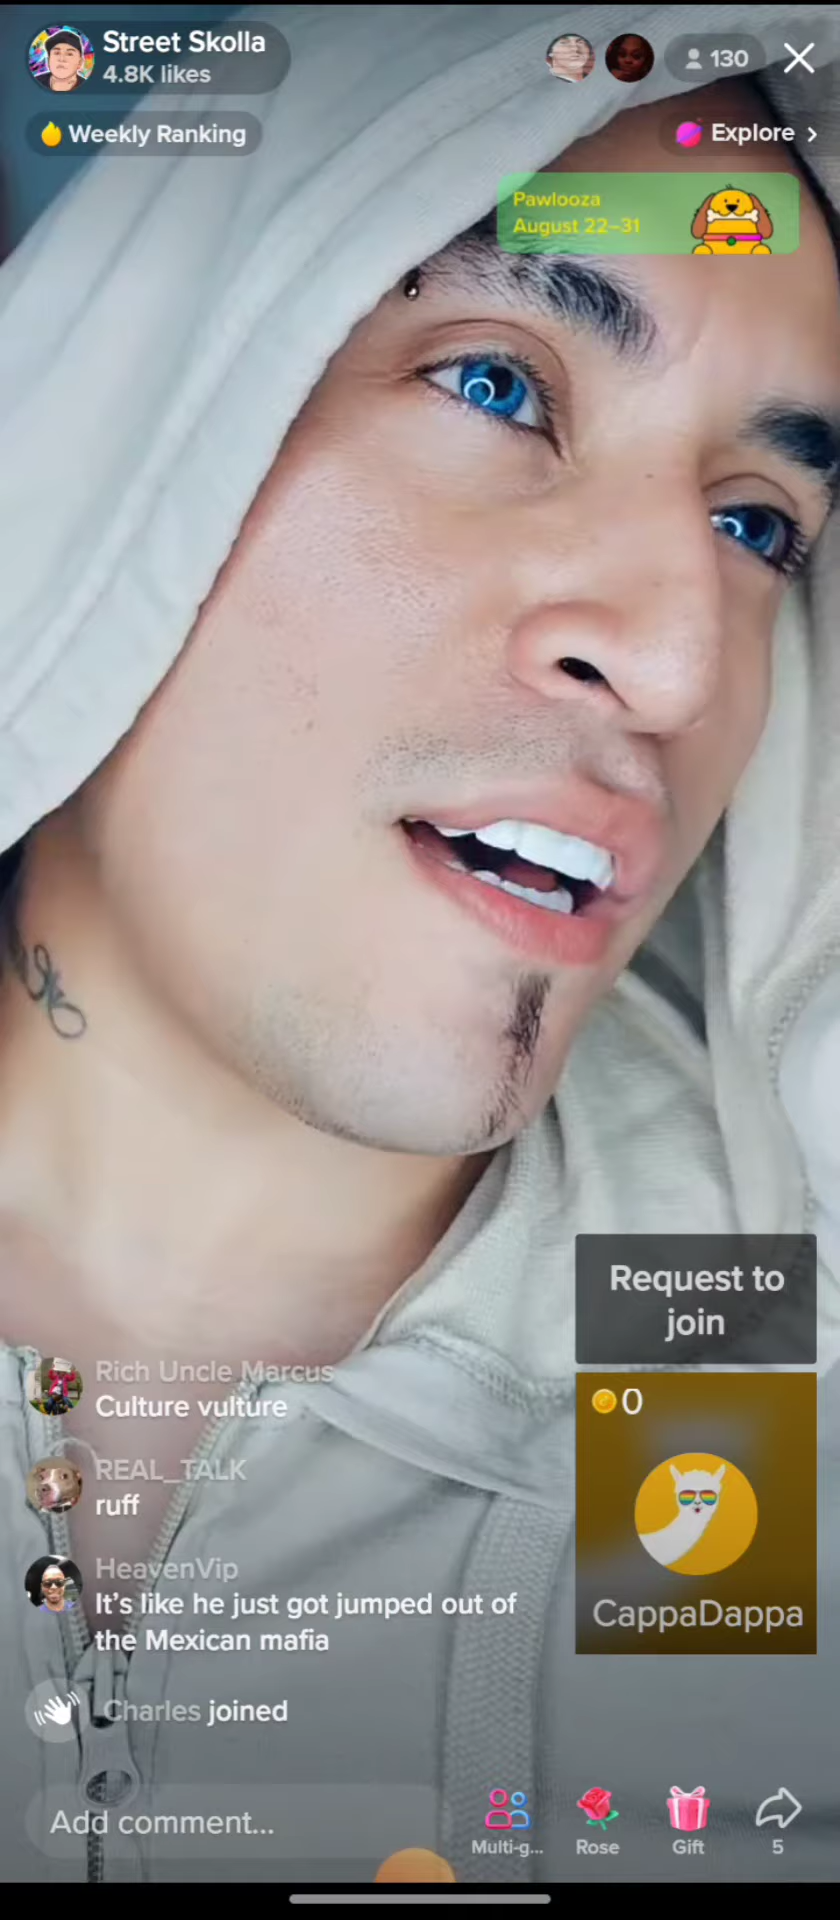 Street Skolla
4.8K likes
130
Weekly Ranking
Explore >
Pawlooza
August 22–31
Request to
join
0
CappaDappa
Rich Uncle Marcus
Culture vulture
REAL_TALK
ruff
HeavenVip
It’s like he just got jumped out of
the Mexican mafia
Charles joined
Add comment...
Multi-g...
Rose
Gift
5